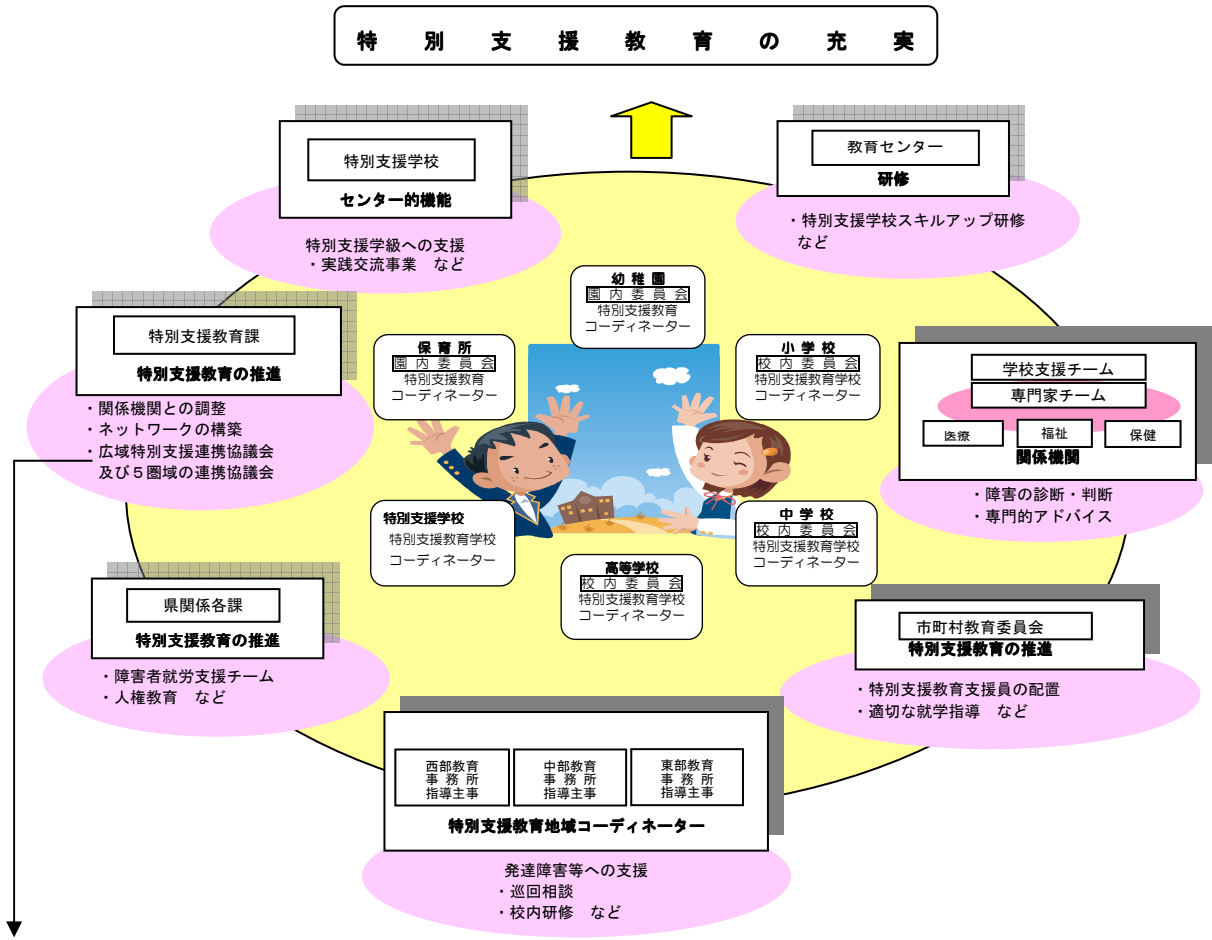 特別支援教育の充実
特別支援学校
センター的機能
特別支援学級への支援
・実践交流事業　など
教育センター
研修
・特別支援学校スキルアップ研修
など
特別支援教育課
特別支援教育の推進
・関係機関との調整
・ネットワークの構築
・広域特別支援連携協議会
及び５圏域の連携協議会
幼稚園
園内委員会
特別支援教育
コーディネーター
保育所
園内委員会
特別支援教育
コーディネーター
小学校
校内委員会
特別支援教育学校
コーディネーター
学校支援チーム
専門家チーム
医療
福祉
保健
関係機関
・障害の診断・判断
・専門的アドバイス
特別支援学校
特別支援教育学校
コーディネーター
中学校
校内委員会
特別支援教育学校
コーディネーター
高等学校
校内委員会
特別支援教育学校
コーディネーター
県関係各課
特別支援教育の推進
・障害者就労支援チーム
・人権教育　など
市町村教育委員会
特別支援教育の推進
・特別支援教育支援員の配置
・適切な就学指導　など
西部教育
事務所
指導主事
中部教育
事務所
指導主事
東部教育
事務所
指導主事
特別支援教育地域コーディネーター
発達障害等への支援
・巡回相談
・校内研修　など